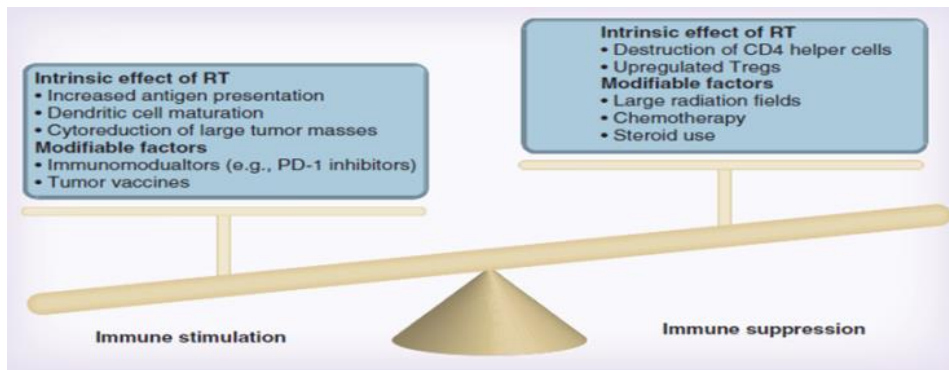 Intrinsic effect of RT
• Increased antigen presentation
• Dendritic cell maturation
• Cytoreduction of large tumor masses
Modifiable factors
• Immunomodualtors (e.g., PD-1 inhibitors)
• Tumor vaccines
Intrinsic effect of RT
• Destruction of CD4 helper cells
• Upregulated Tregs
Modifiable factors
• Large radiation fields
• Chemotherapy
• Steroid use
Immune stimulation
Immune suppression